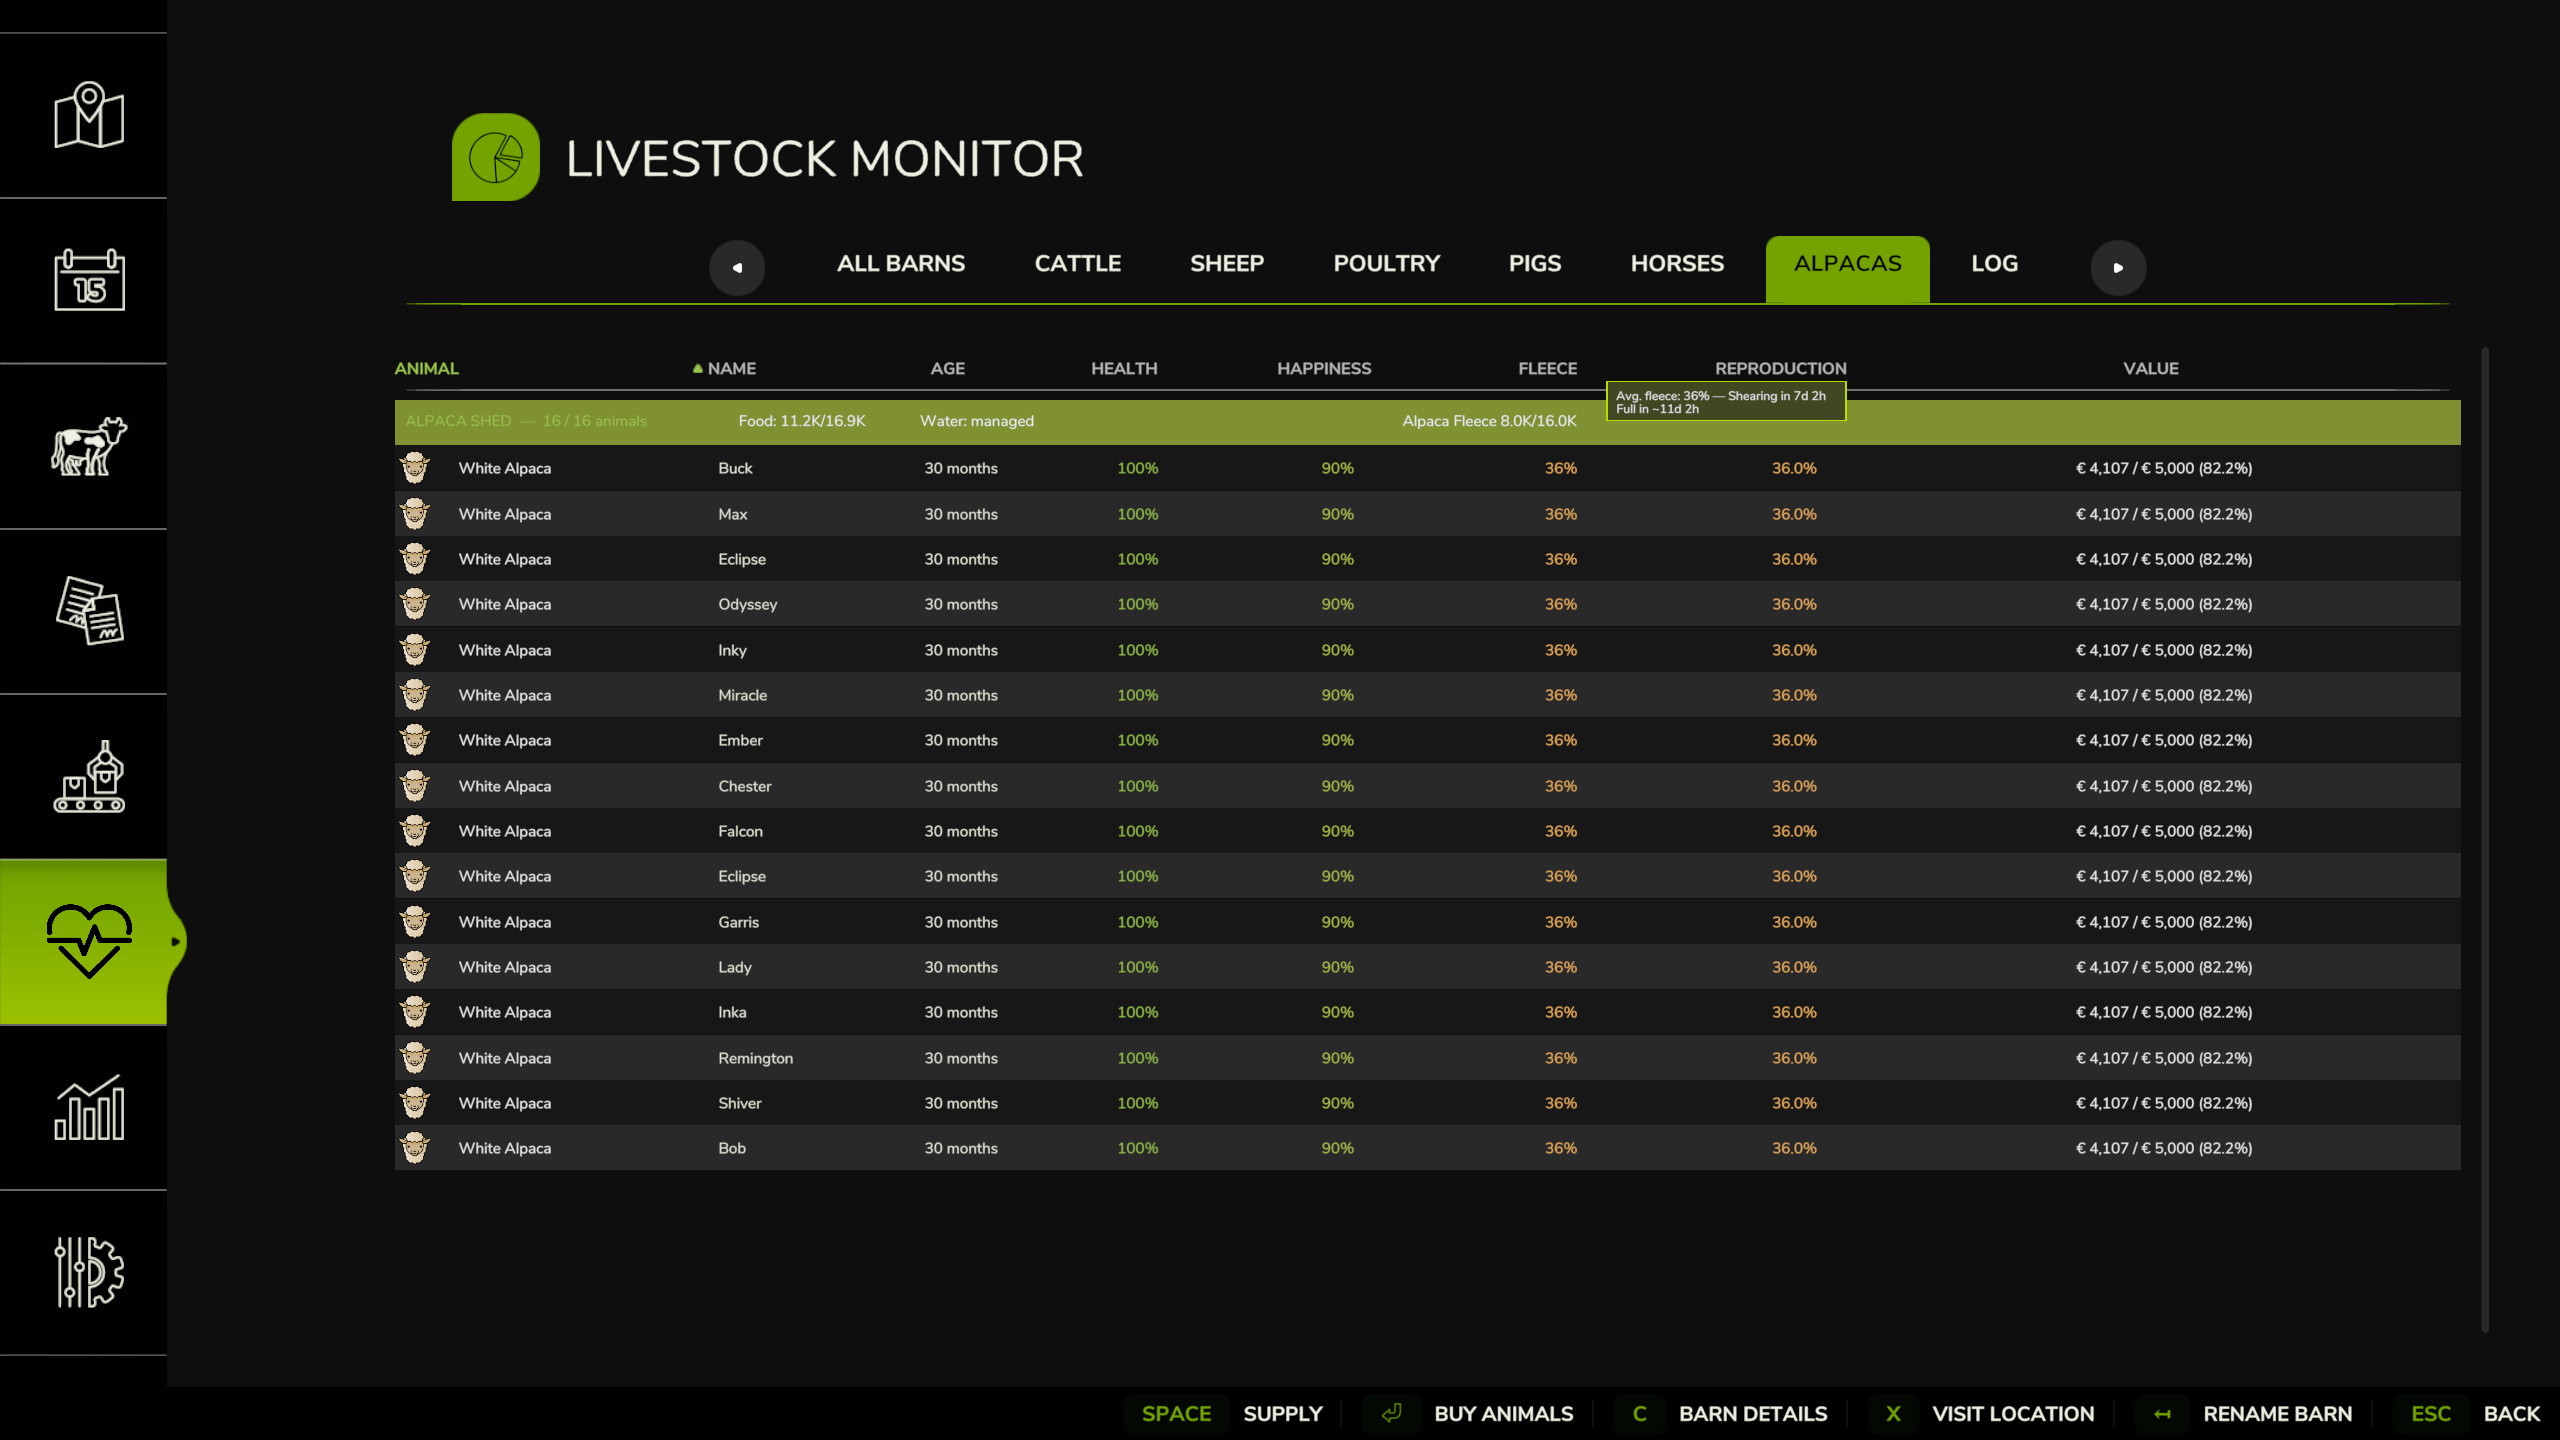 LIVESTOCK MONITOR
ALL BARNS CATTLE SHEEP POULTRY PIGS HORSES ALPACAS LOG
15
ANIMAL NAME AGE HEALTH HAPPINESS FLEECE REPRODUCTION VALUE
Avg. fleece: 36% — Shearing in 7d 2h
Full in ~11d 2h
ALPACA SHED — 16 / 16 animals Food: 11.2K/16.9K Water: managed Alpaca Fleece 8.0K/16.0K
White Alpaca Buck 30 months 100% 90% 36% 36.0% € 4,107 / € 5,000 (82.2%)
White Alpaca Max 30 months 100% 90% 36% 36.0% € 4,107 / € 5,000 (82.2%)
White Alpaca Eclipse 30 months 100% 90% 36% 36.0% € 4,107 / € 5,000 (82.2%)
White Alpaca Odyssey 30 months 100% 90% 36% 36.0% € 4,107 / € 5,000 (82.2%)
White Alpaca Inky 30 months 100% 90% 36% 36.0% € 4,107 / € 5,000 (82.2%)
White Alpaca Miracle 30 months 100% 90% 36% 36.0% € 4,107 / € 5,000 (82.2%)
White Alpaca Ember 30 months 100% 90% 36% 36.0% € 4,107 / € 5,000 (82.2%)
White Alpaca Chester 30 months 100% 90% 36% 36.0% € 4,107 / € 5,000 (82.2%)
White Alpaca Falcon 30 months 100% 90% 36% 36.0% € 4,107 / € 5,000 (82.2%)
White Alpaca Eclipse 30 months 100% 90% 36% 36.0% € 4,107 / € 5,000 (82.2%)
White Alpaca Garris 30 months 100% 90% 36% 36.0% € 4,107 / € 5,000 (82.2%)
White Alpaca Lady 30 months 100% 90% 36% 36.0% € 4,107 / € 5,000 (82.2%)
White Alpaca Inka 30 months 100% 90% 36% 36.0% € 4,107 / € 5,000 (82.2%)
White Alpaca Remington 30 months 100% 90% 36% 36.0% € 4,107 / € 5,000 (82.2%)
White Alpaca Shiver 30 months 100% 90% 36% 36.0% € 4,107 / € 5,000 (82.2%)
White Alpaca Bob 30 months 100% 90% 36% 36.0% € 4,107 / € 5,000 (82.2%)
SPACE SUPPLY BUY ANIMALS C BARN DETAILS X VISIT LOCATION RENAME BARN ESC BACK